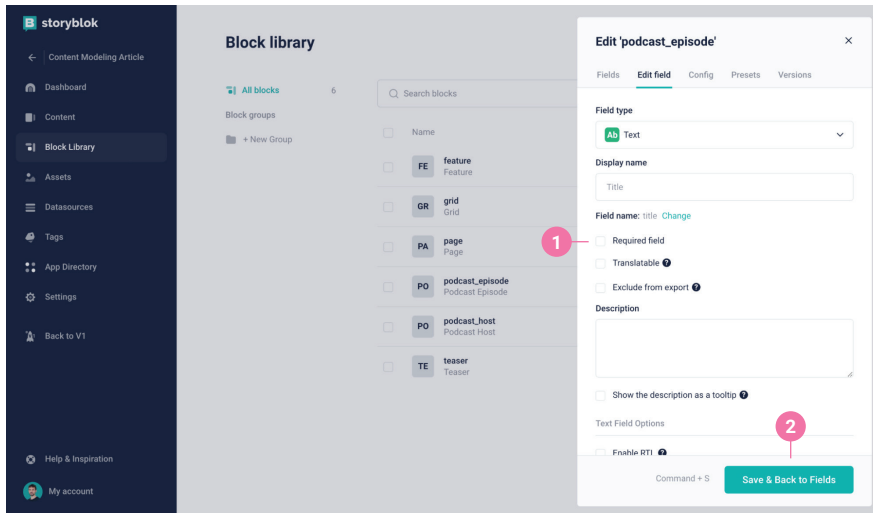 storyblok
Content Modeling Article
Dashboard
Content
Block Library
Assets
Datasources
Tags
App Directory
Settings
Back to V1
Help & Inspiration
My account
Block library
All blocks 6
Block groups
+ New Group
Search blocks
Name
FE feature
Feature
GR grid
Grid
PA page
Page
PO podcast_episode
Podcast Episode
PO podcast_host
Podcast Host
TE teaser
Teaser
Edit 'podcast_episode'
Fields Edit field Config Presets Versions
Field type
Ab Text
Display name
Title
Field name: title Change
1 Required field
Translatable ?
Exclude from export ?
Description
Show the description as a tooltip ?
Text Field Options
2
Enable RTL ?
Command + S Save & Back to Fields